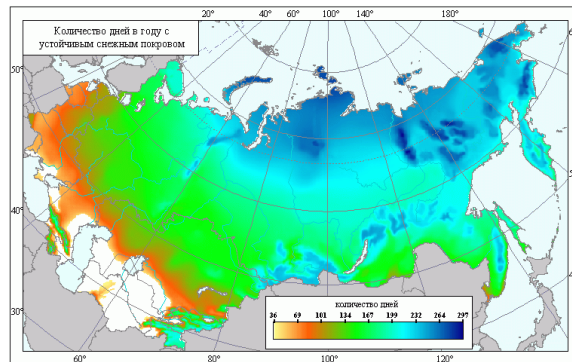 Количество дней в году с
устойчивым снежным покровом
20° 40° 60° 100° 140° 180°
50°
40°
30°
количество дней
36 69 101 134 167 199 232 264 297
60° 80° 100° 120°